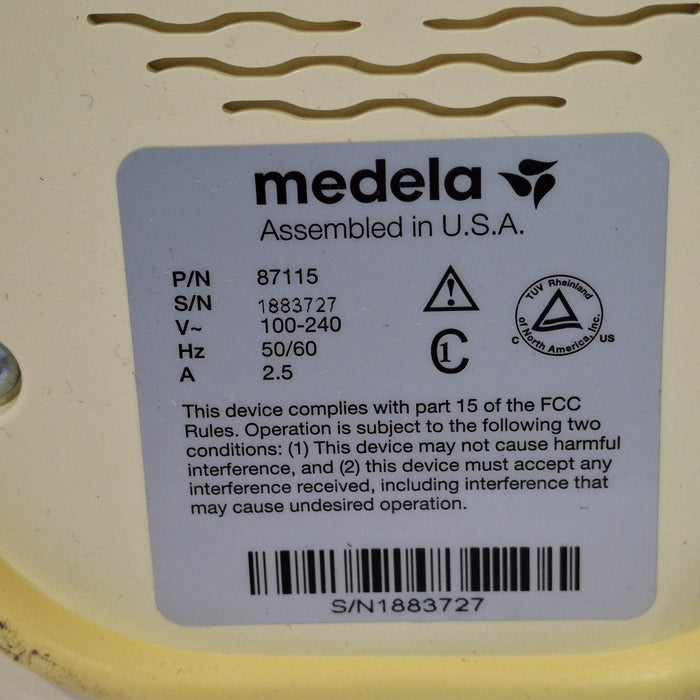 medela
Assembled in U.S.A.
P/N 87115
S/N 1883727
V~ 100-240
Hz 50/60
A 2.5
1
TUV Rheinland
of North America, Inc.
C US
This device complies with part 15 of the FCC
Rules. Operation is subject to the following two
conditions: (1) This device may not cause harmful
interference, and (2) this device must accept any
interference received, including interference that
may cause undesired operation.
S/N1883727